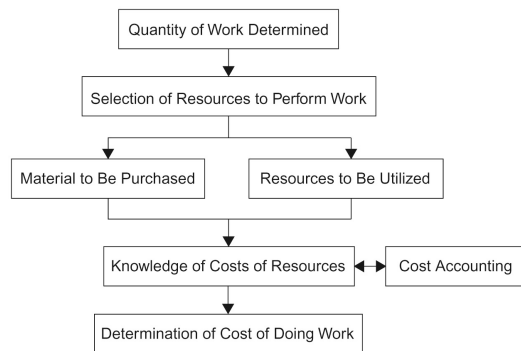 Quantity of Work Determined
Selection of Resources to Perform Work
Material to Be Purchased
Resources to Be Utilized
Knowledge of Costs of Resources
Cost Accounting
Determination of Cost of Doing Work